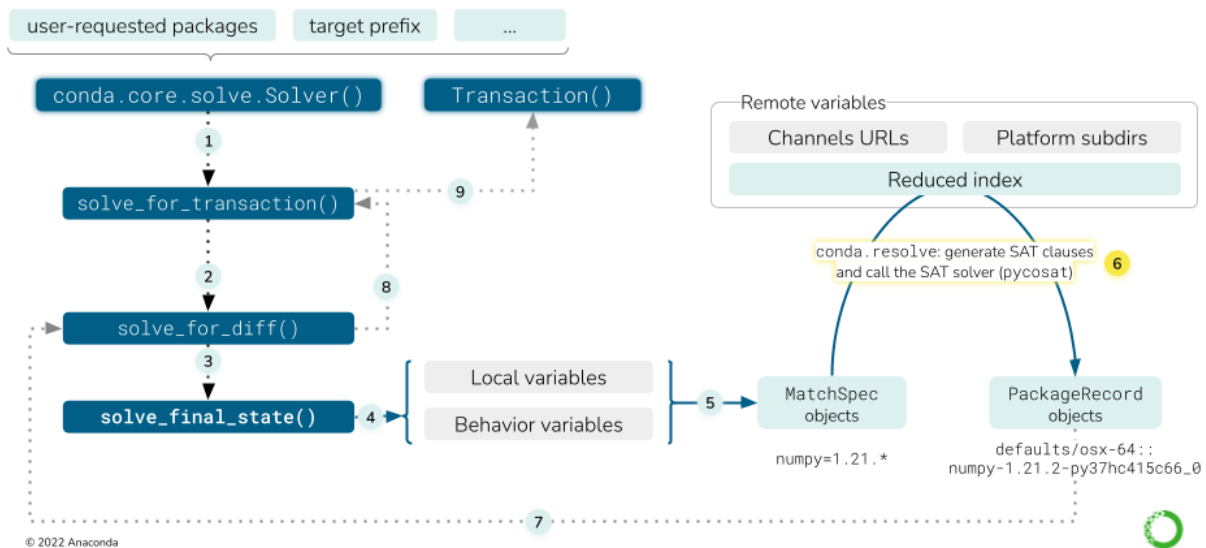 user-requested packages
target prefix
...
conda.core.solve.Solver()
Transaction()
1
solve_for_transaction()
9
2
8
solve_for_diff()
3
solve_final_state()
4
Local variables
Behavior variables
5
Remote variables
Channels URLs
Platform subdirs
Reduced index
conda.resolve: generate SAT clauses
and call the SAT solver (pycosat)
6
MatchSpec
objects
numpy=1.21.*
PackageRecord
objects
defaults/osx-64::
numpy-1.21.2-py37hc415c66_0
7
© 2022 Anaconda